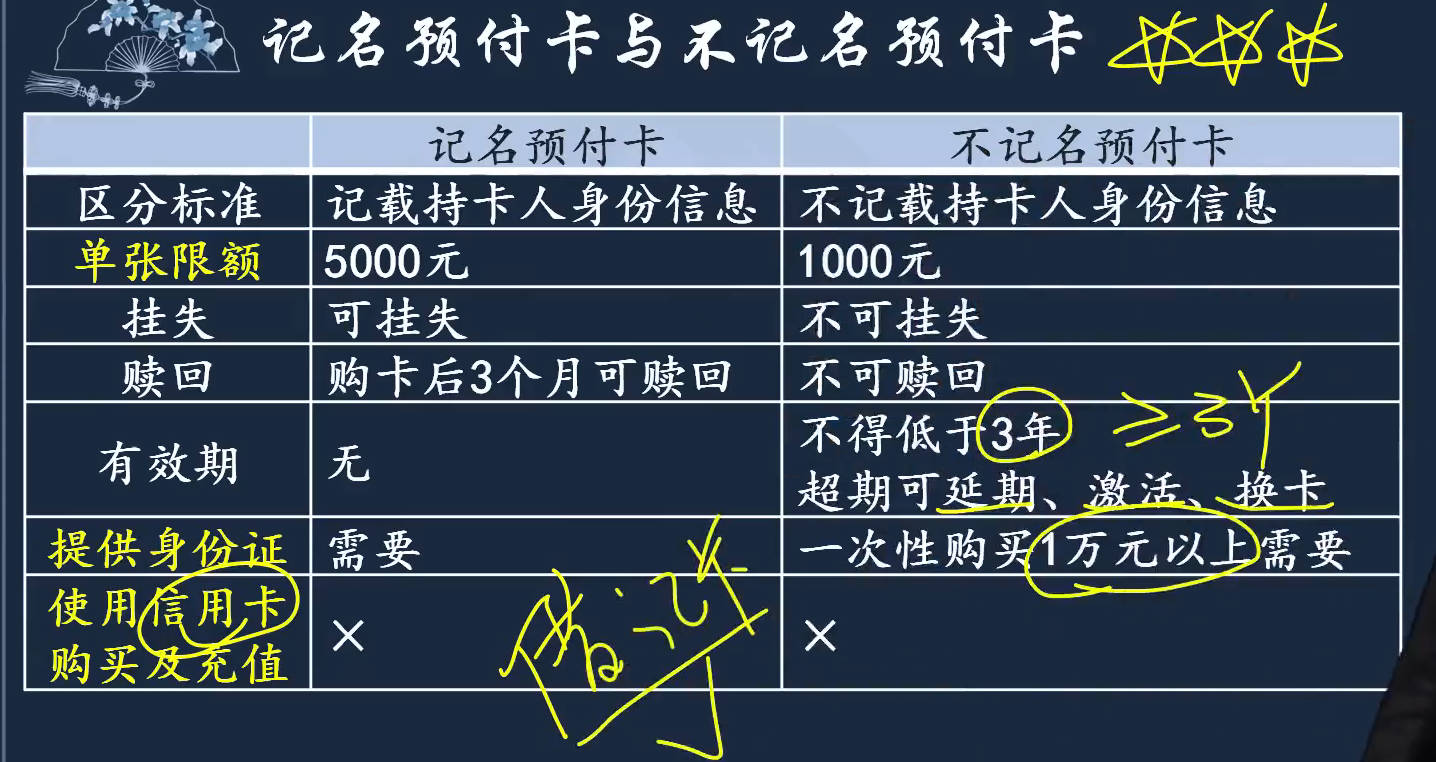 记名预付卡与不记名预付卡
记名预付卡 不记名预付卡
区分标准 记载持卡人身份信息 不记载持卡人身份信息
单张限额 5000元 1000元
挂失 可挂失 不可挂失
赎回 购卡后3个月可赎回 不可赎回
有效期 无 不得低于3年 ≥3年
超期可延期、激活、换卡
提供身份证 需要 一次性购买1万元以上需要
使用信用卡
购买及充值 × ×